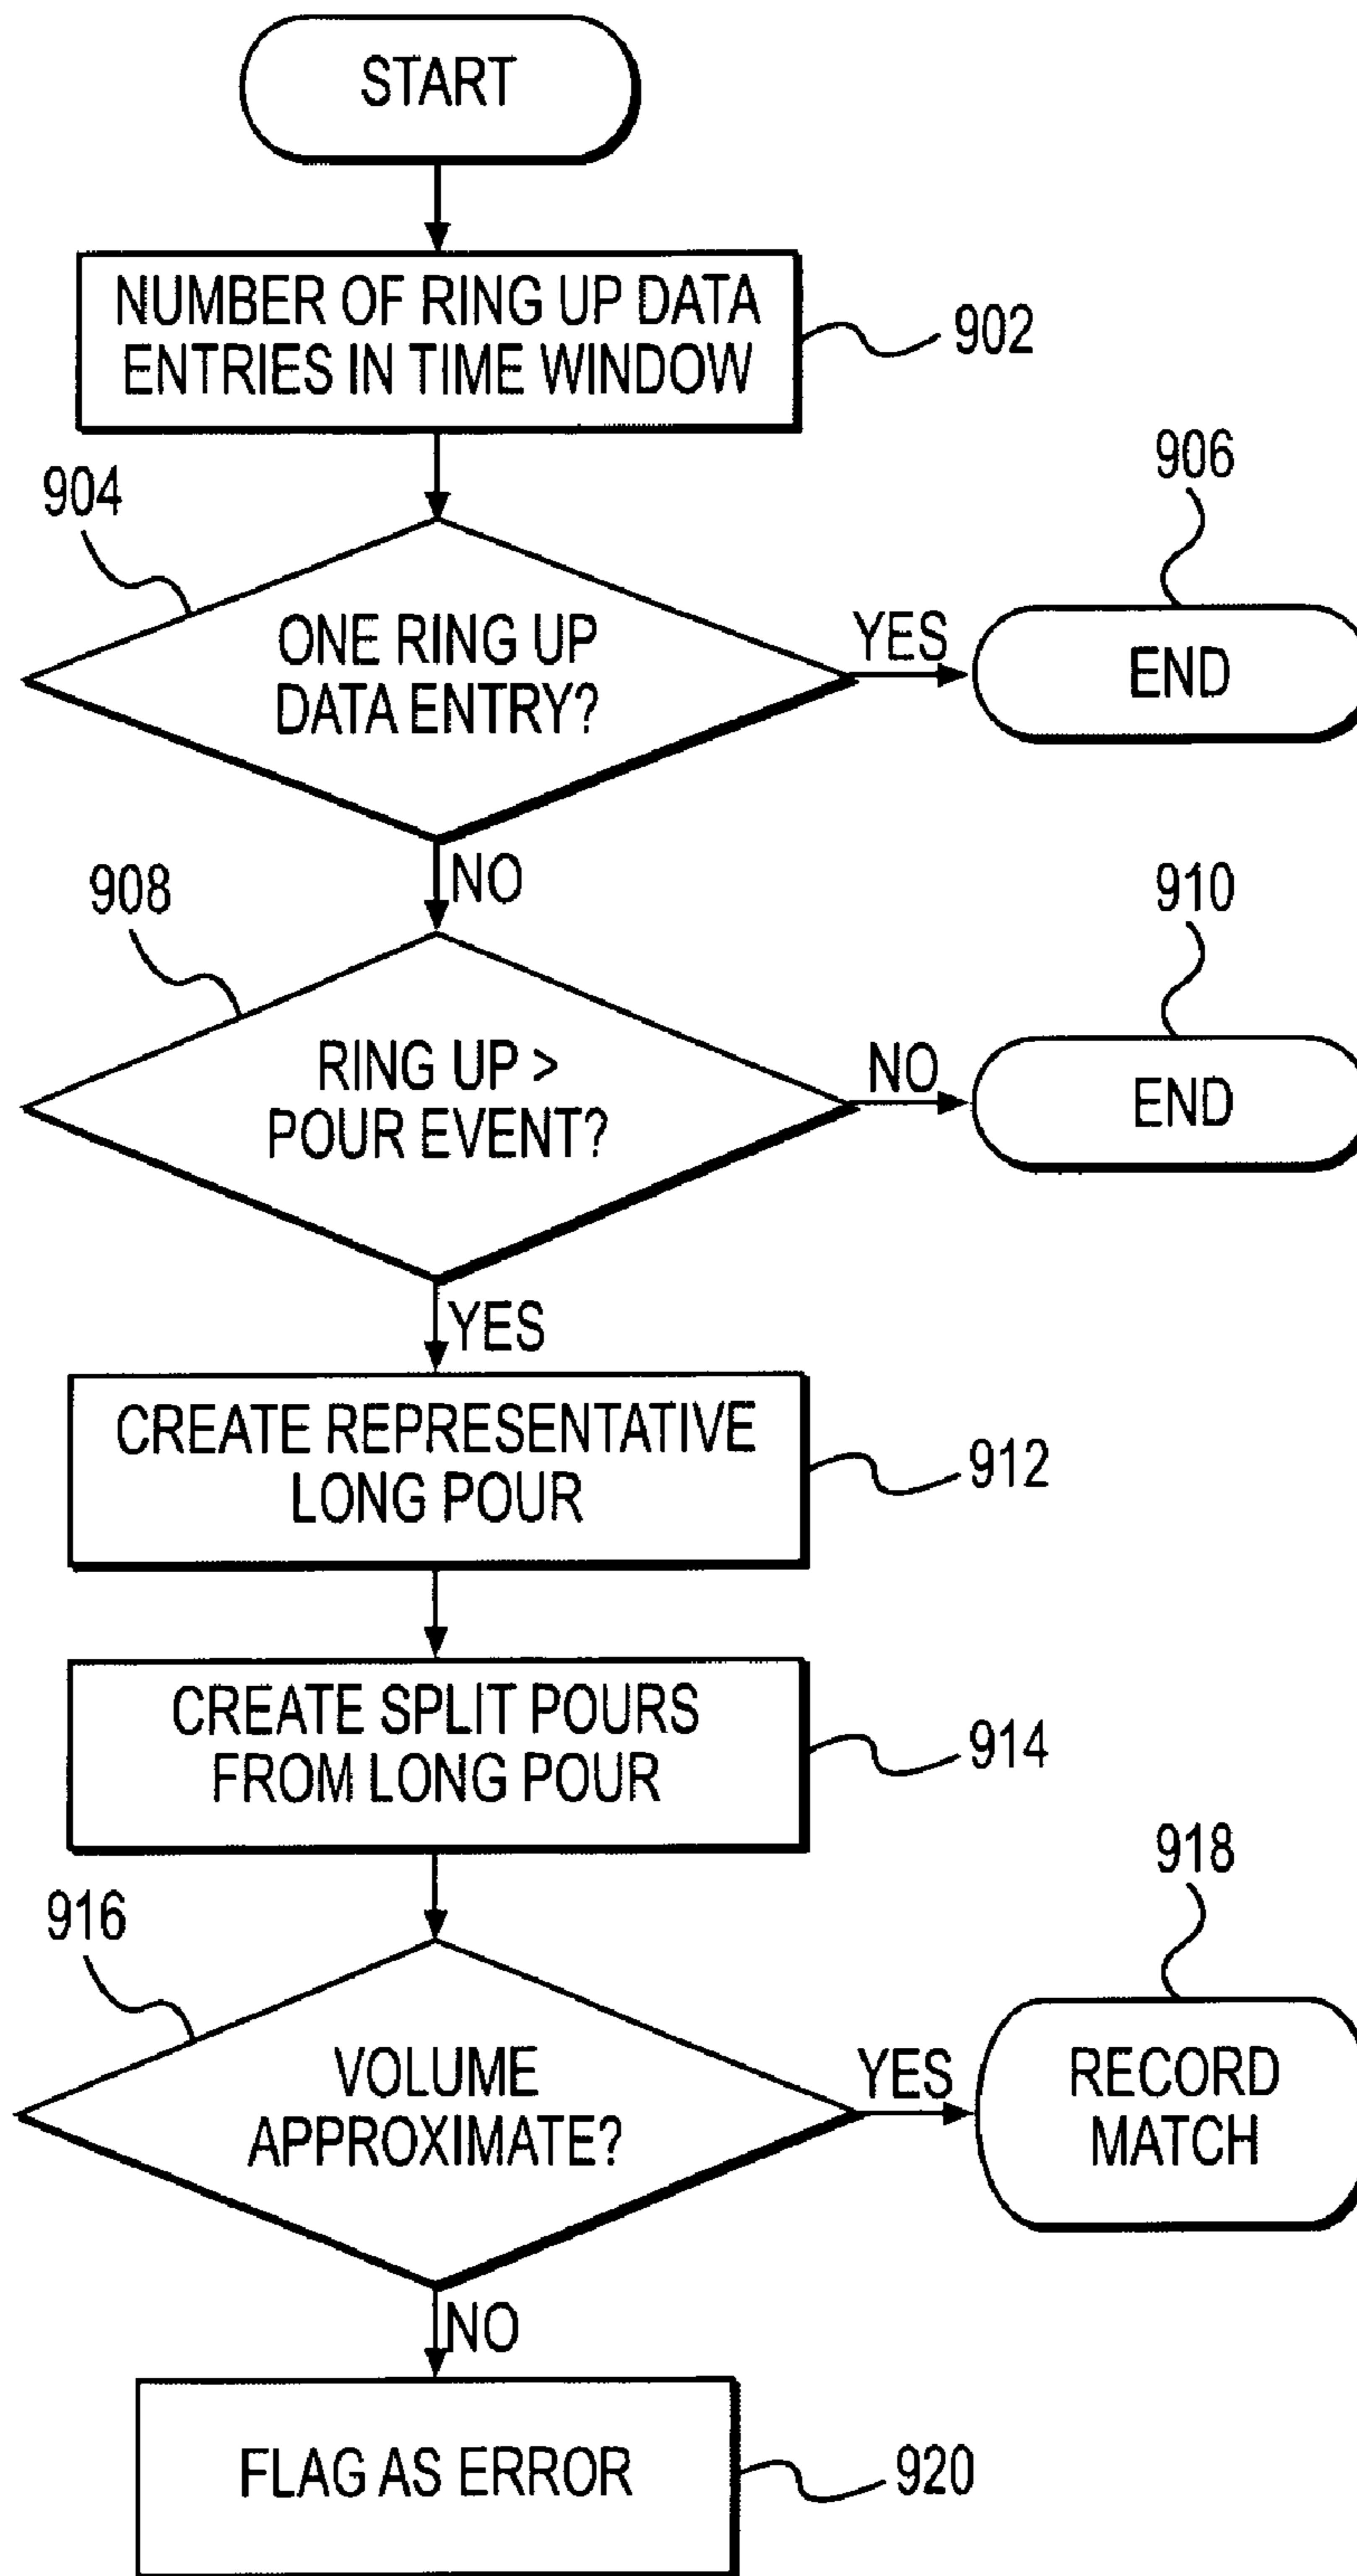 START
NUMBER OF RING UP DATA
ENTRIES IN TIME WINDOW
902
904
906
ONE RING UP
DATA ENTRY?
YES
END
NO
908
910
RING UP >
POUR EVENT?
NO
END
YES
CREATE REPRESENTATIVE
LONG POUR
912
CREATE SPLIT POURS
FROM LONG POUR
914
916
918
VOLUME
APPROXIMATE?
YES
RECORD
MATCH
NO
FLAG AS ERROR
920